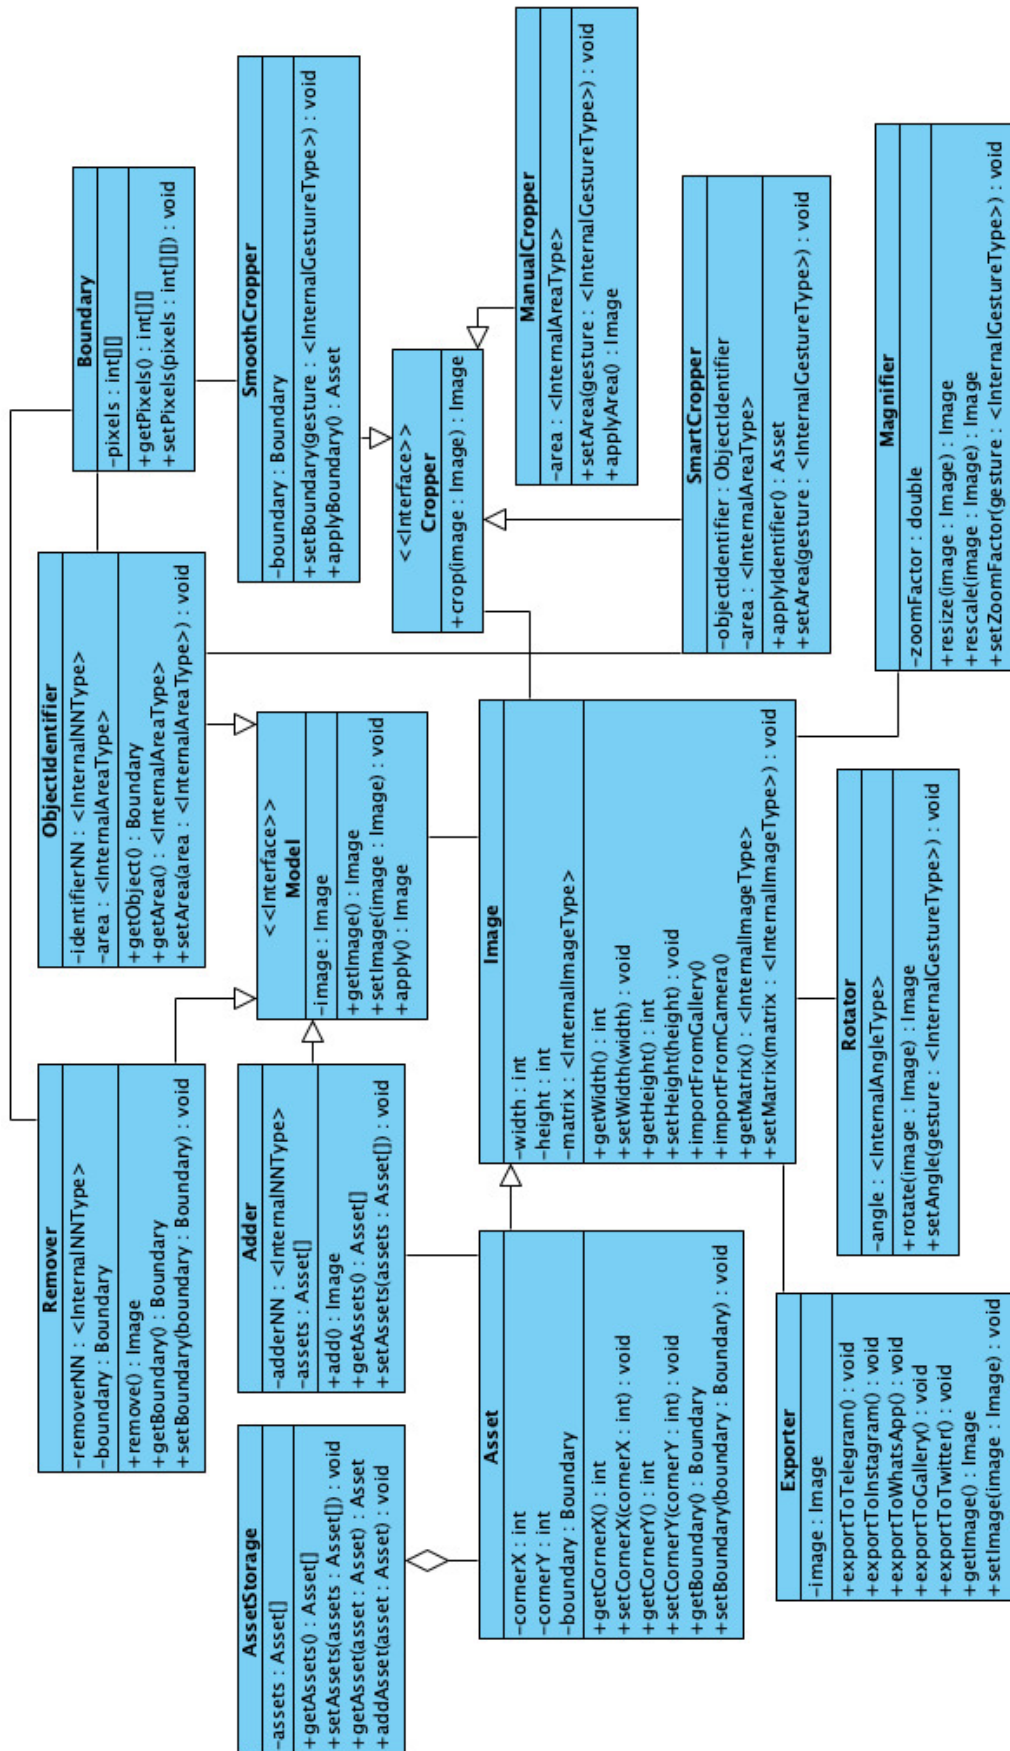 Remover
-removerNN : <InternalNNType>
-boundary : Boundary
+remove() : Image
+getBoundary() : Boundary
+setBoundary(boundary : Boundary) : void
ObjectIdentifier
-identifierNN : <InternalNNType>
-area : <InternalAreaType>
+getObject() : Boundary
+getArea() : <InternalAreaType>
+setArea(area : <InternalAreaType>) : void
Boundary
-pixels : int[][]
+getPixels() : int[][]
+setPixels(pixels : int[][]) : void
AssetStorage
-assets : Asset[]
+getAssets() : Asset[]
+setAssets(assets : Asset[]) : void
+getAsset(asset : Asset) : Asset
+addAsset(asset : Asset) : void
Adder
-adderNN : <InternalNNType>
-assets : Asset[]
+add() : Image
+getAssets() : Asset[]
+setAssets(assets : Asset[]) : void
<<Interface>>
Model
-image : Image
+getImage() : Image
+setImage(image : Image) : void
+apply() : Image
SmoothCropper
-boundary : Boundary
+setBoundary(gesture : <InternalGestuireType>) : void
+applyBoundary() : Asset
<<Interface>>
Cropper
+crop(image : Image) : Image
ManualCropper
-area : <InternalAreaType>
+setArea(gesture : <InternalGestureType>) : void
+applyArea() : Image
Asset
-cornerX : int
-cornerY : int
-boundary : Boundary
+getCornerX() : int
+setCornerX(cornerX : int) : void
+getCornerY() : int
+setCornerY(cornerY : int) : void
+getBoundary() : Boundary
+setBoundary(boundary : Boundary) : void
Image
-width : int
-height : int
-matrix : <InternalImageType>
+getWidth() : int
+setWidth(width) : void
+getHeight() : int
+setHeight(height) : void
+importFromGallery()
+importFromCamera()
+getMatrix() : <InternalImageType>
+setMatrix(matrix : <InternalImageType>) : void
SmartCropper
-objectIdentifier : ObjectIdentifier
-area : <InternalAreaType>
+applyIdentifier() : Asset
+setArea(gesture : <InternalGestureType>) : void
Exporter
-image : Image
+exportToTelegram() : void
+exportToInstagram() : void
+exportToWhatsApp() : void
+exportToGallery() : void
+exportToTwitter() : void
+getImage() : Image
+setImage(image : Image) : void
Rotator
-angle : <InternalAngleType>
+rotate(image : Image) : Image
+setAngle(gesture : <InternalGestureType>) : void
Magnifier
-zoomFactor : double
+resize(image : Image) : Image
+rescale(image : Image) : Image
+setZoomFactor(gesture : <InternalGestureType>) : void